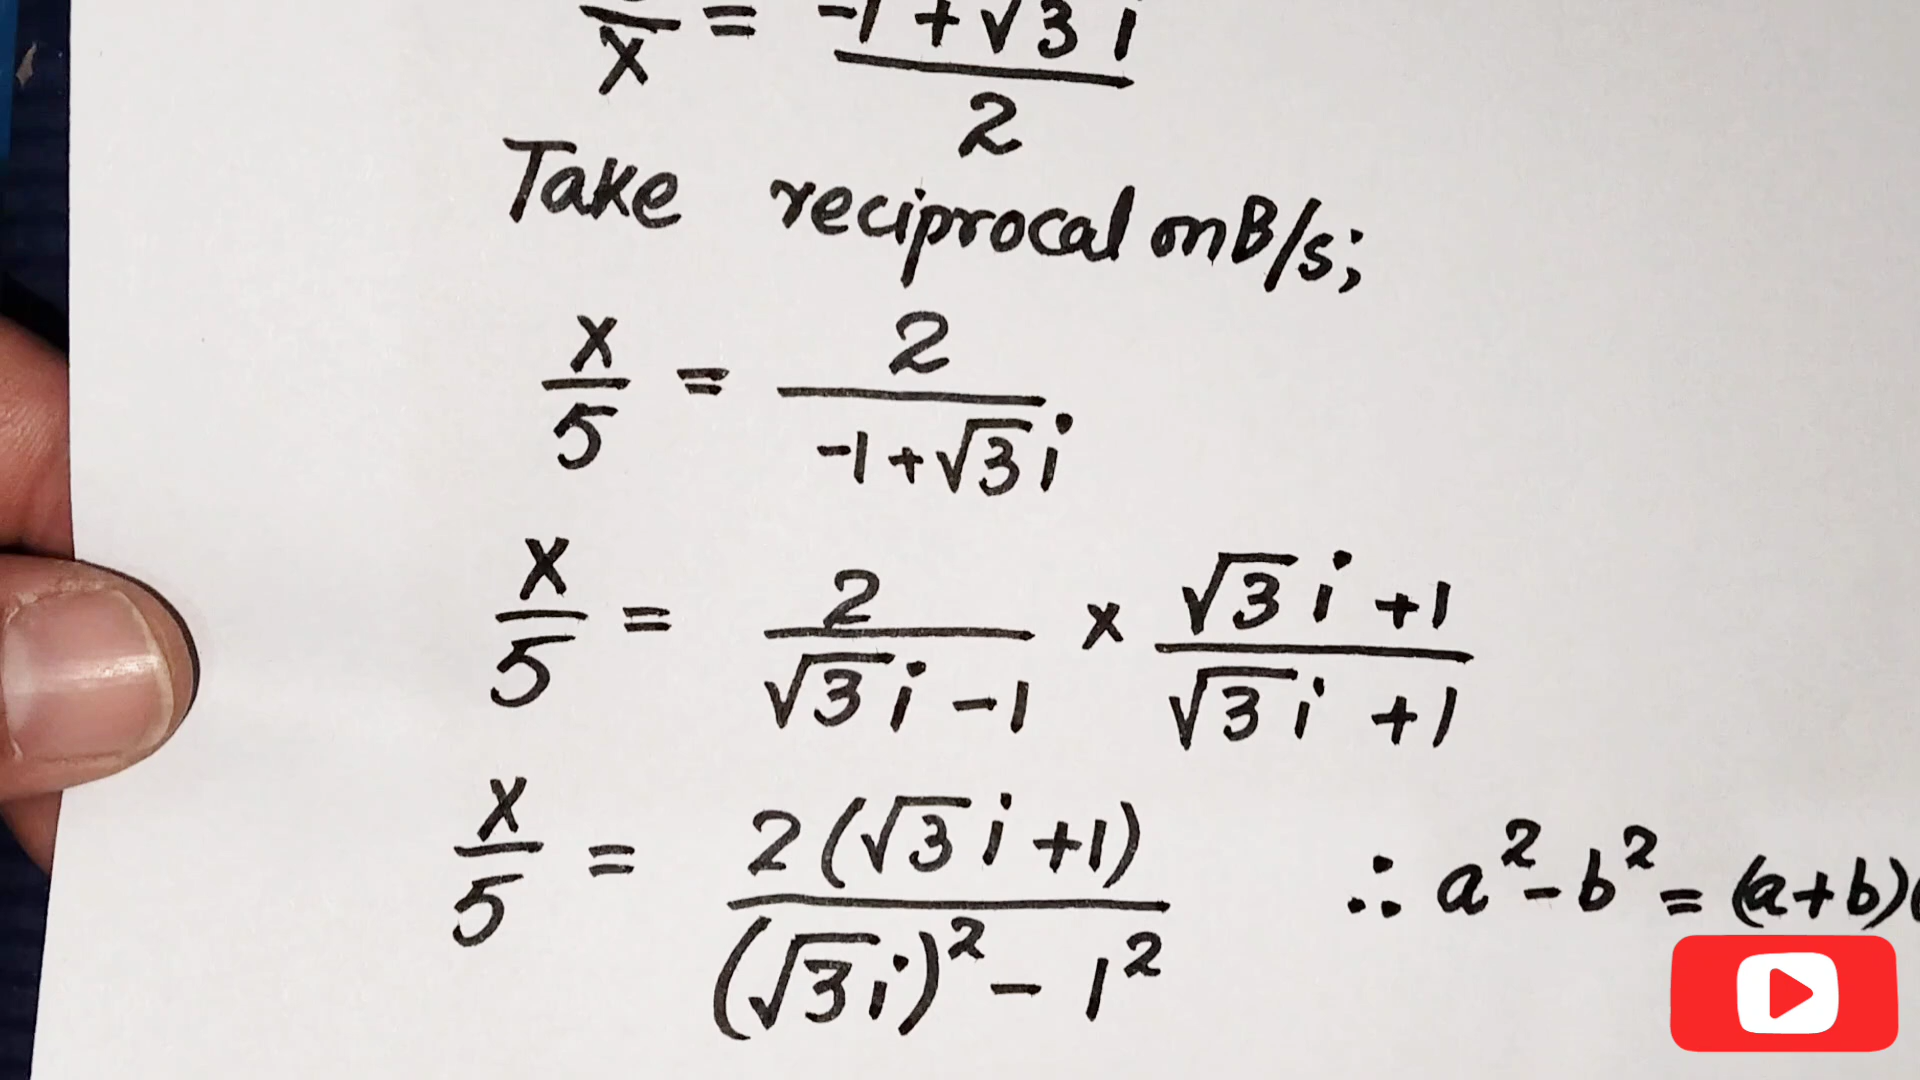 /x = -1+√3 i / 2
Take reciprocal on B/s;
x/5 = 2 / -1+√3 i
x/5 = 2 / √3 i -1 × √3 i +1 / √3 i +1
x/5 = 2(√3 i +1) / (√3 i)² - 1² ∴ a² - b² = (a+b)(